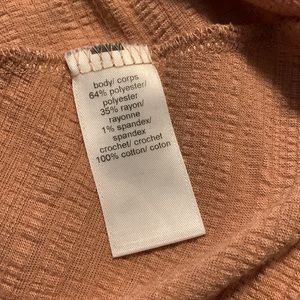 body/ corps
64% polyester/
polyester
35% rayon/
rayonne
1% spandex/
spandex
crochet/ crochet
100% cotton/ coton